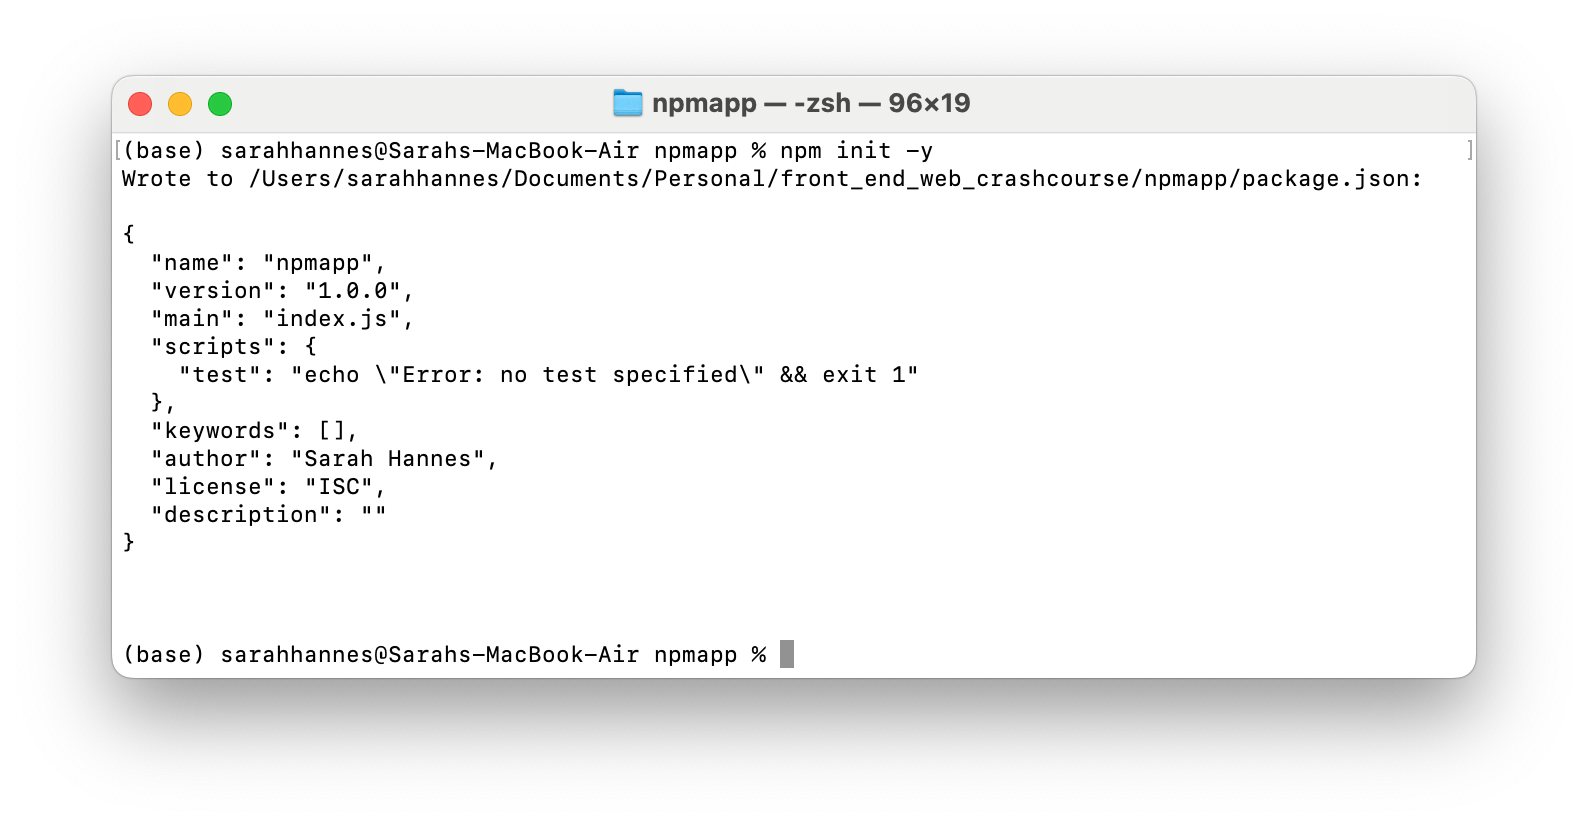 npmapp — -zsh — 96×19
(base) sarahhannes@Sarahs-MacBook-Air npmapp % npm init -y
Wrote to /Users/sarahhannes/Documents/Personal/front_end_web_crashcourse/npmapp/package.json:
{
  "name": "npmapp",
  "version": "1.0.0",
  "main": "index.js",
  "scripts": {
    "test": "echo \"Error: no test specified\" && exit 1"
  },
  "keywords": [],
  "author": "Sarah Hannes",
  "license": "ISC",
  "description": ""
}
(base) sarahhannes@Sarahs-MacBook-Air npmapp %